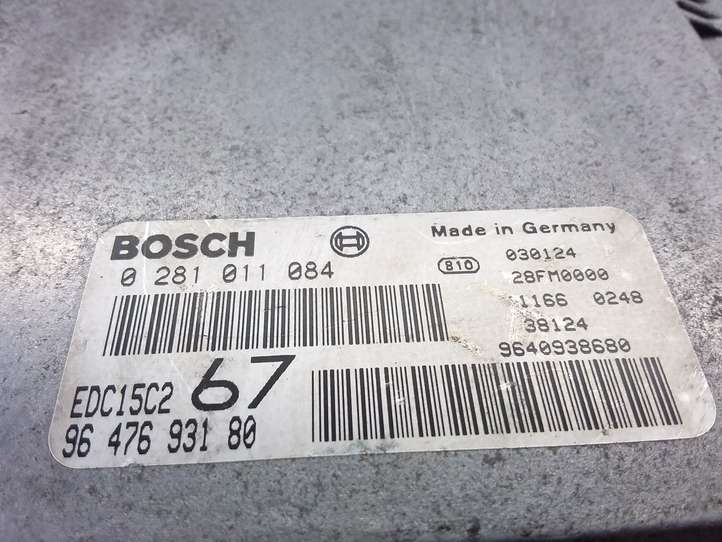 BOSCH
Made in Germany
0 281 011 084
810 030124
28FM0000
1166 0248
38124
9640938680
EDC15C2 67
96 476 931 80